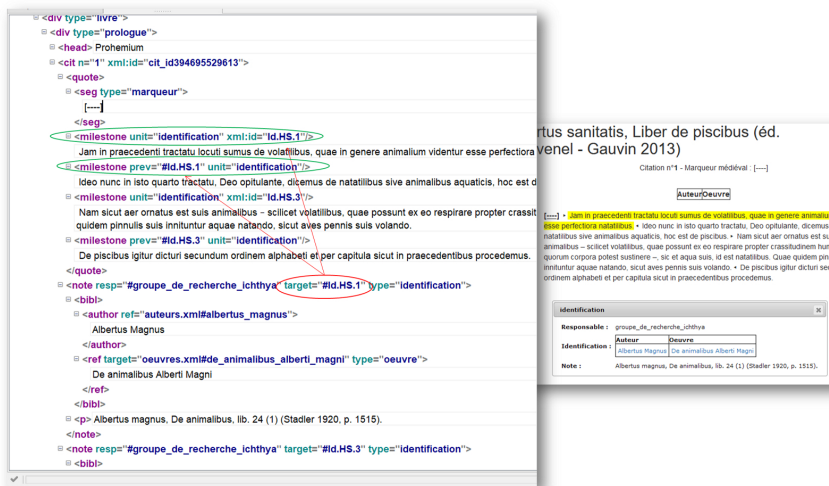 <div type="livre">
<div type="prologue">
<head> Prohemium
<cit n="1" xml:id="cit_id394695529613">
<quote>
<seg type="marqueur">
[----]
</seg>
<milestone unit="identification" xml:id="Id.HS.1"/>
Jam in praecedenti tractatu locuti sumus de volatilibus, quae in genere animalium videntur esse perfectiora
<milestone prev="#Id.HS.1" unit="identification"/>
Ideo nunc in isto quarto tractatu, Deo opitulante, dicemus de natatilibus sive animalibus aquaticis, hoc est d
<milestone unit="identification" xml:id="Id.HS.3"/>
Nam sicut aer ornatus est suis animalibus – scilicet volatilibus, quae possunt ex eo respirare propter crassit
quidem pinnulis suis innituntur aquae natando, sicut aves pennis suis volando.
<milestone prev="#Id.HS.3" unit="identification"/>
De piscibus igitur dicturi secundum ordinem alphabeti et per capitula sicut in praecedentibus procedemus.
</quote>
<note resp="#groupe_de_recherche_ichthya" target="#Id.HS.1" type="identification">
<bibl>
<author ref="auteurs.xml#albertus_magnus">
Albertus Magnus
</author>
<ref target="oeuvres.xml#de_animalibus_alberti_magni" type="oeuvre">
De animalibus Alberti Magni
</ref>
</bibl>
<p> Albertus magnus, De animalibus, lib. 24 (1) (Stadler 1920, p. 1515).
</note>
<note resp="#groupe_de_recherche_ichthya" target="#Id.HS.3" type="identification">
<bibl>
rtus sanitatis, Liber de piscibus (éd.
venel - Gauvin 2013)
Citation n°1 - Marqueur médiéval : [----]
Auteur Oeuvre
[----] • Jam in praecedenti tractatu locuti sumus de volatilibus, quae in genere animaliu
esse perfectiora natatilibus. • Ideo nunc in isto quarto tractatu, Deo opitulante, dicemus
natatilibus sive animalibus aquaticis, hoc est de piscibus. • Nam sicut aer ornatus est su
animalibus – scilicet volatilibus, quae possunt ex eo respirare propter crassitudinem hum
quorum corpora potest sustinere –, sic et aqua suis, id est natatilibus. Quae quidem pin
innituntur aquae natando, sicut aves pennis suis volando. • De piscibus igitur dicturi sec
ordinem alphabeti et per capitula sicut in praecedentibus procedemus.
identification
Responsable : groupe_de_recherche_ichthya
Identification : Auteur Oeuvre
Albertus Magnus De animalibus Alberti Magni
Note : Albertus magnus, De animalibus, lib. 24 (1) (Stadler 1920, p. 1515).